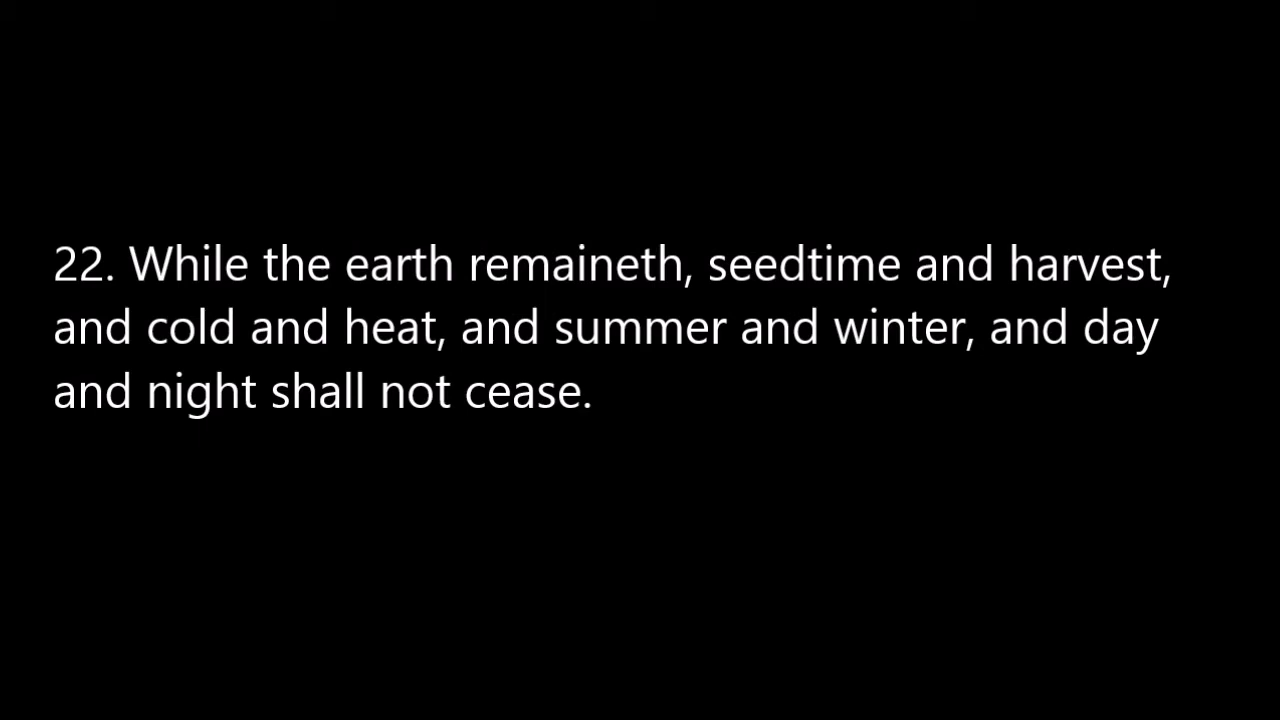 22. While the earth remaineth, seedtime and harvest,
and cold and heat, and summer and winter, and day
and night shall not cease.